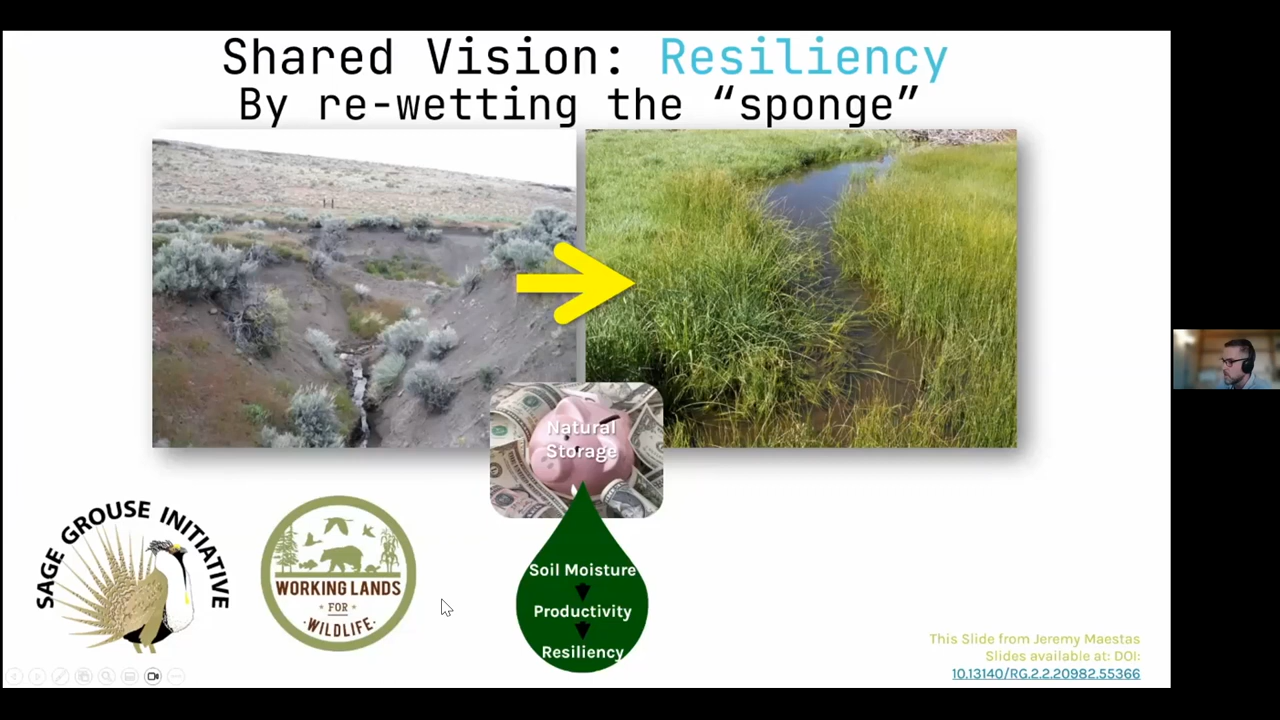 Shared Vision: Resiliency
By re-wetting the “sponge”
Natural
Storage
SAGE GROUSE INITIATIVE
WORKING LANDS
FOR
WILDLIFE
Soil Moisture
Productivity
Resiliency
This Slide from Jeremy Maestas
Slides available at: DOI:
10.13140/RG.2.2.20982.55366